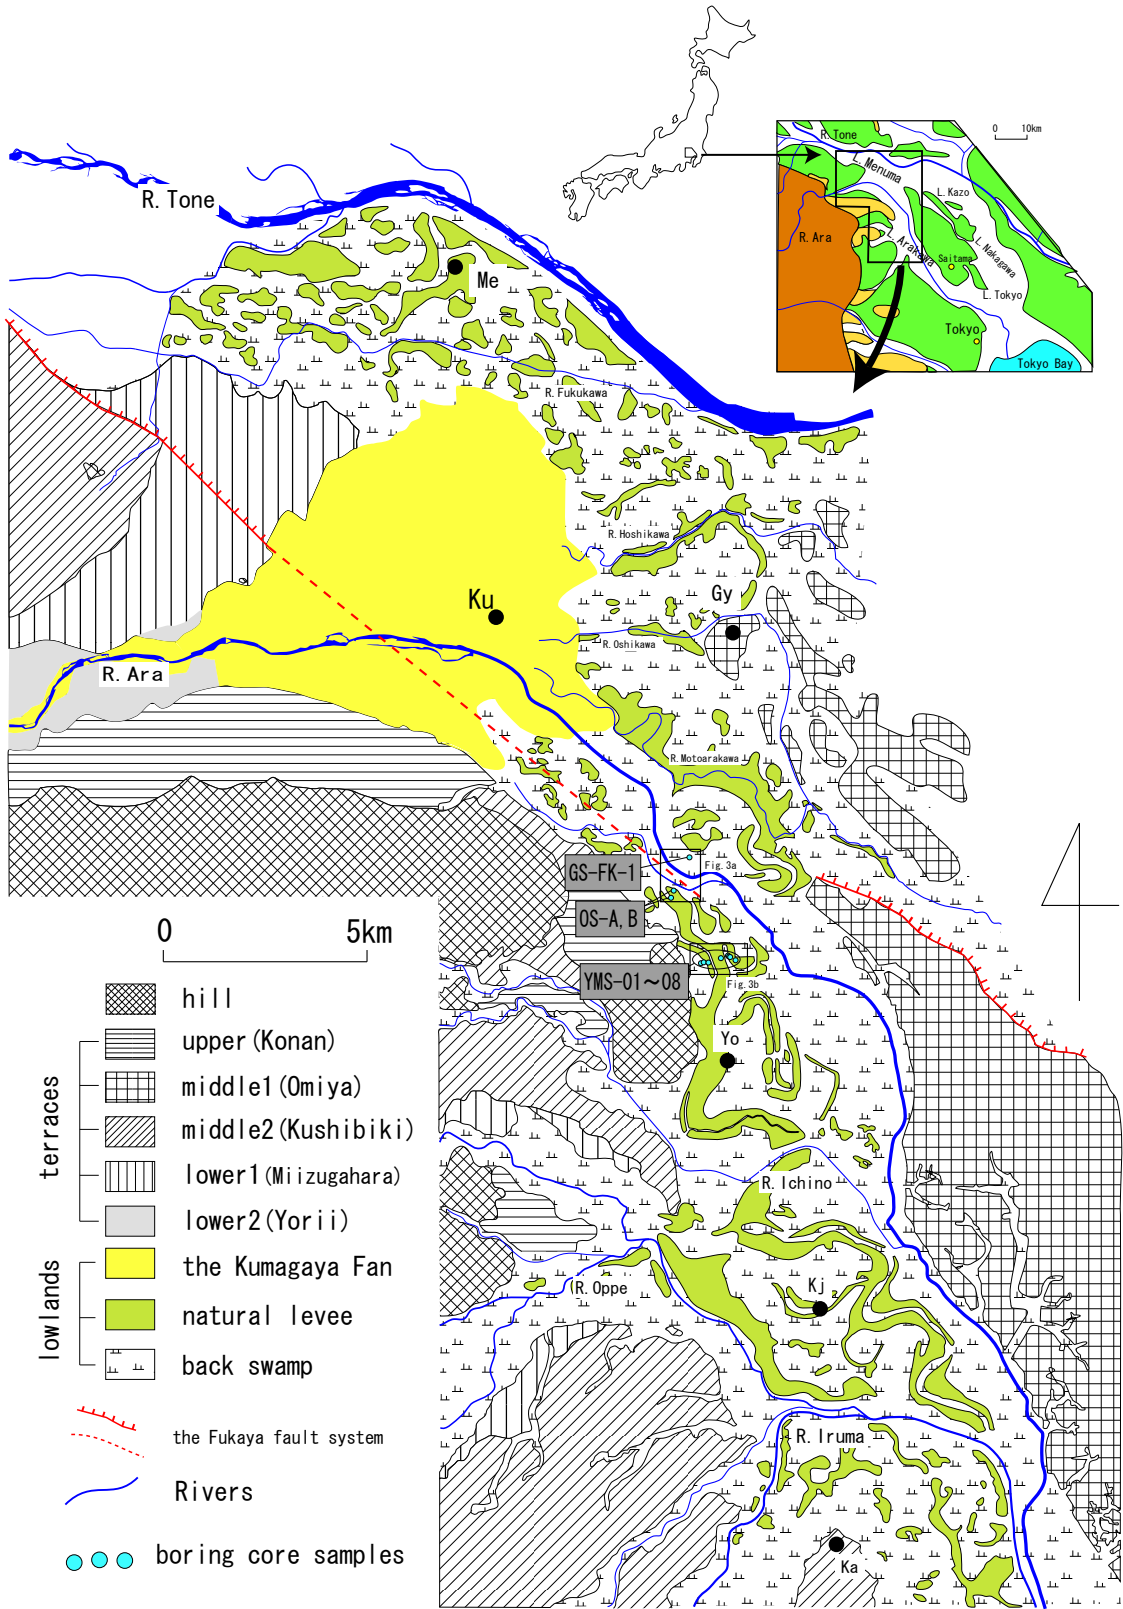 R. Tone
0 10km
L. Menuma
L. Kazo
R. Ara
L. Arakawa
L. Nakagawa
Saitama
L. Tokyo
Tokyo
Tokyo Bay
R. Tone
Me
R. Fukukawa
R. Hoshikawa
Ku
Gy
R. Oshikawa
R. Ara
R. Motoarakawa
GS-FK-1
Fig. 3a
OS-A, B
YMS-01～08
Fig. 3b
Yo
R. Ichino
R. Oppe
Kj
R. Iruma
Ka
0 5km
hill
terraces
upper (Konan)
middle1 (Omiya)
middle2 (Kushibiki)
lower1 (Miizugahara)
lower2 (Yorii)
lowlands
the Kumagaya Fan
natural levee
back swamp
the Fukaya fault system
Rivers
boring core samples